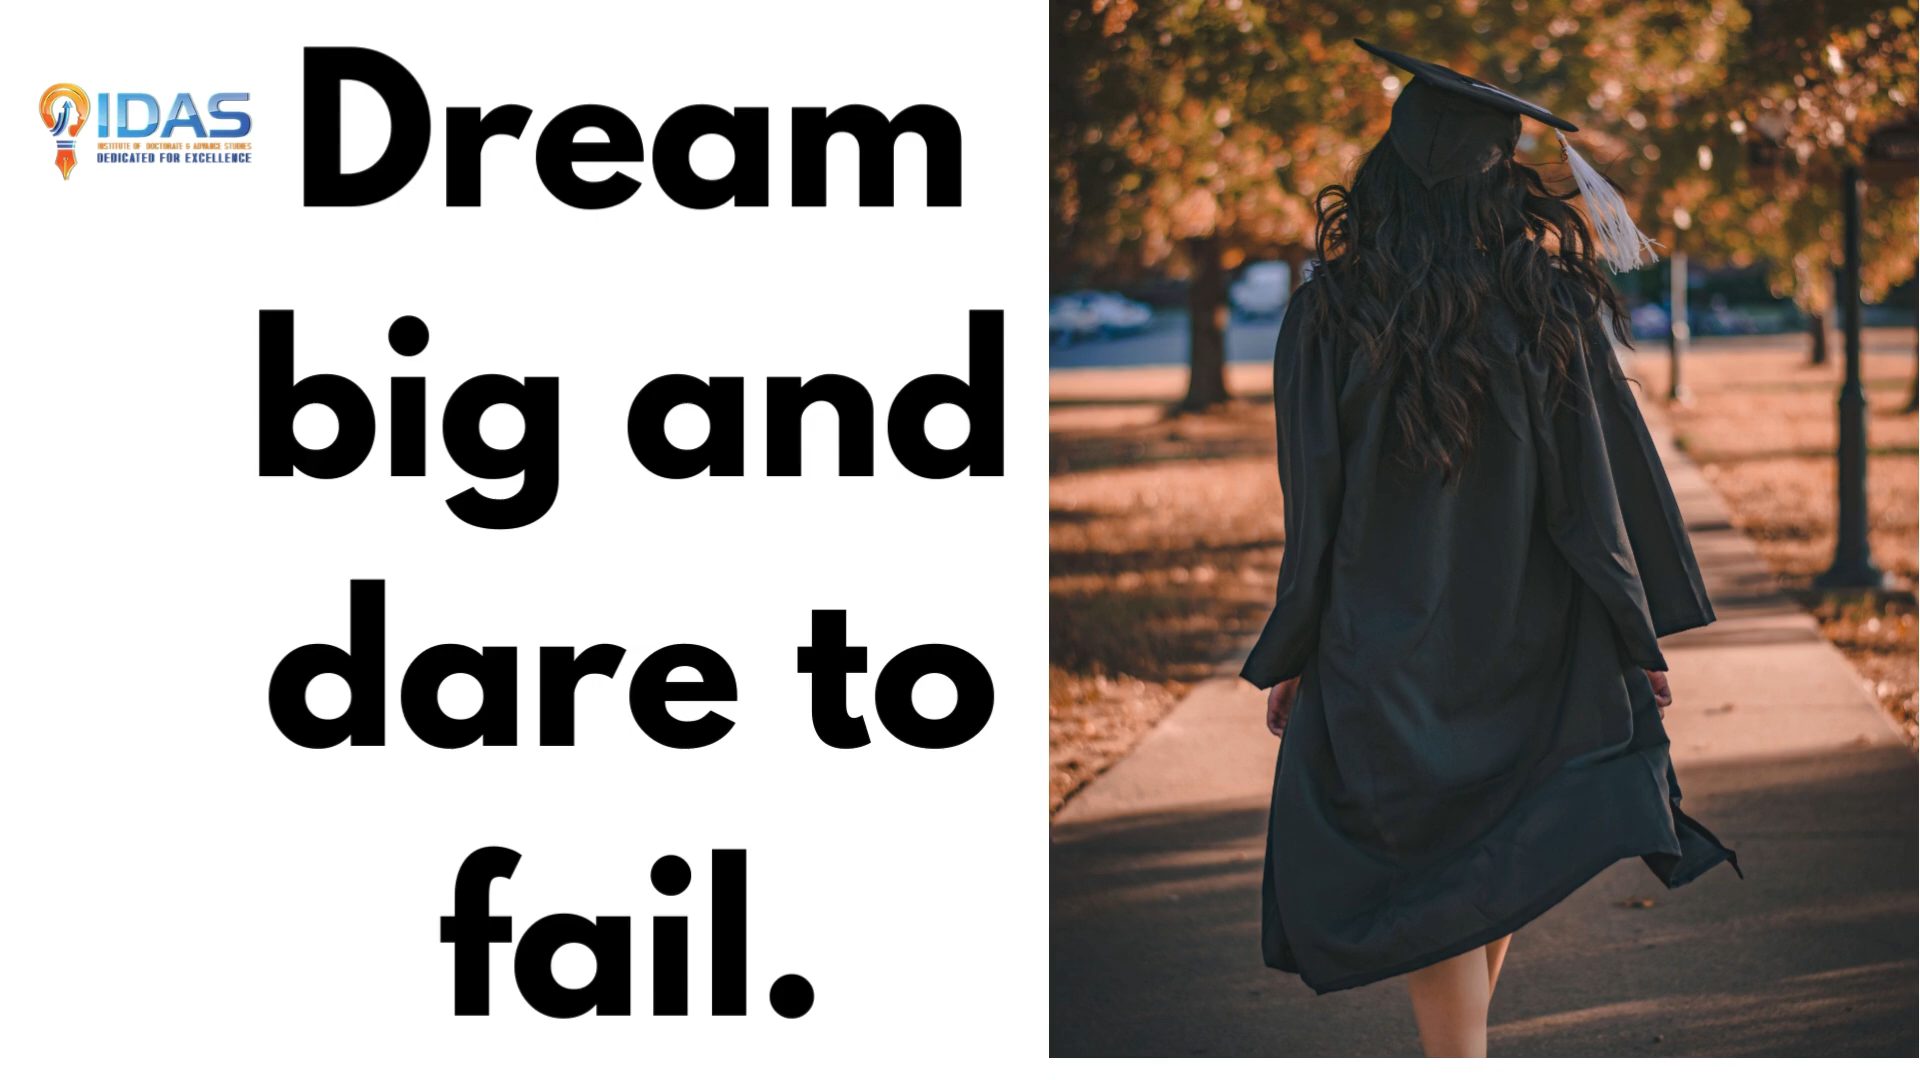 IDAS
INSTITUTE OF DOCTORATE & ADVANCE STUDIES
DEDICATED FOR EXCELLENCE
Dream
big and
dare to
fail.